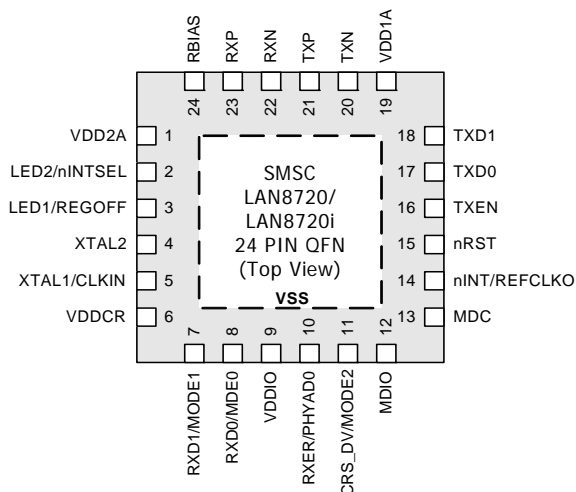 RBIAS
RXP
RXN
TXP
TXN
VDD1A
24
23
22
21
20
19
VDD2A 1
LED2/nINTSEL 2
LED1/REGOFF 3
XTAL2 4
XTAL1/CLKIN 5
VDDCR 6
SMSC
LAN8720/
LAN8720i
24 PIN QFN
(Top View)
VSS
18 TXD1
17 TXD0
16 TXEN
15 nRST
14 nINT/REFCLKO
13 MDC
7
8
9
10
11
12
RXD1/MODE1
RXD0/MDE0
VDDIO
RXER/PHYAD0
CRS_DV/MODE2
MDIO